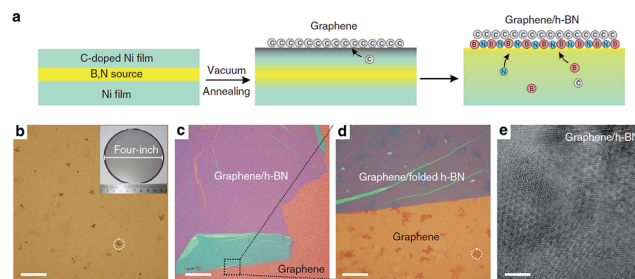 a
Graphene
Graphene/h-BN
C-doped Ni film
B,N source
Ni film
Vacuum
Annealing
C C C C C C C C C C C C C C
C
C C C C C C C C C C C C C C C C
B N B N B N B N B N B N B N B N B
N
B
B
C
b
Four-inch
c
Graphene/h-BN
Graphene
d
Graphene/folded h-BN
Graphene
e
Graphene/h-BN